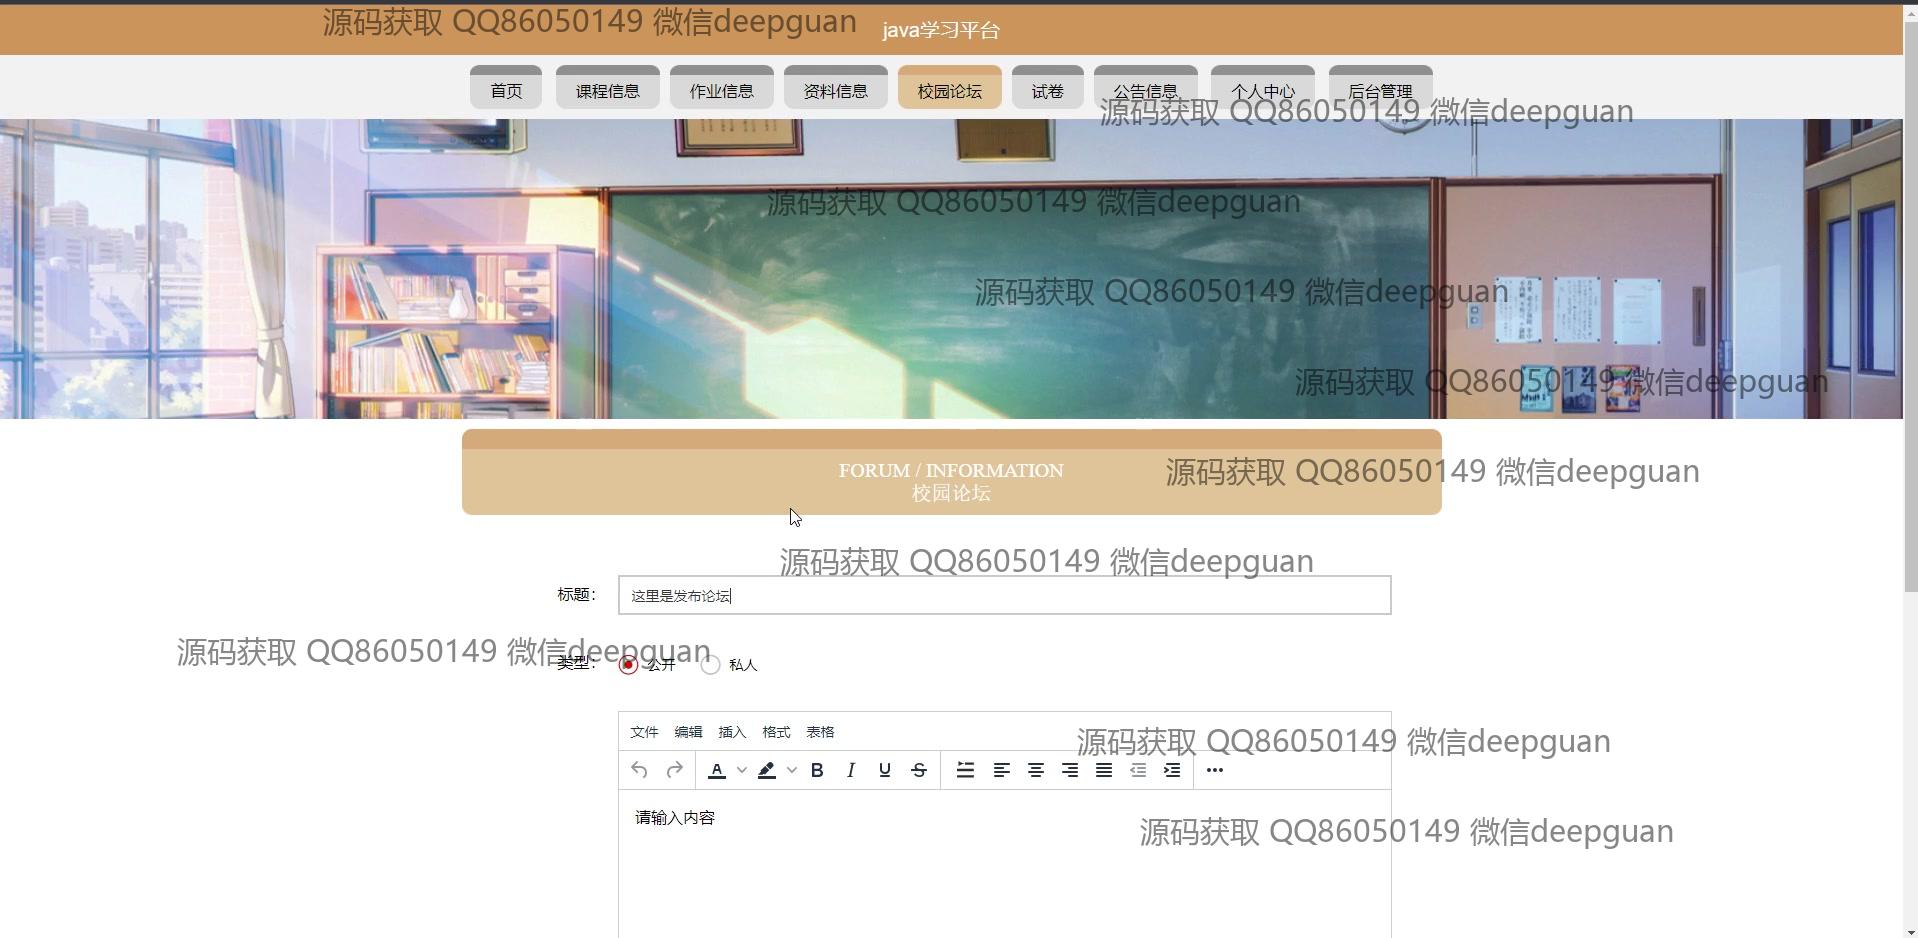 源码获取 QQ86050149 微信deepguan
java学习平台
首页 课程信息 作业信息 资料信息 校园论坛 试卷 公告信息 个人中心 后台管理
源码获取 QQ86050149 微信deepguan
源码获取 QQ86050149 微信deepguan
源码获取 QQ86050149 微信deepguan
源码获取 QQ86050149 微信deepguan
FORUM / INFORMATION
源码获取 QQ86050149 微信deepguan
校园论坛
源码获取 QQ86050149 微信deepguan
标题： 这里是发布论坛
源码获取 QQ86050149 微信deepguan
类型： 公开 私人
文件 编辑 插入 格式 表格
源码获取 QQ86050149 微信deepguan
请输入内容
源码获取 QQ86050149 微信deepguan